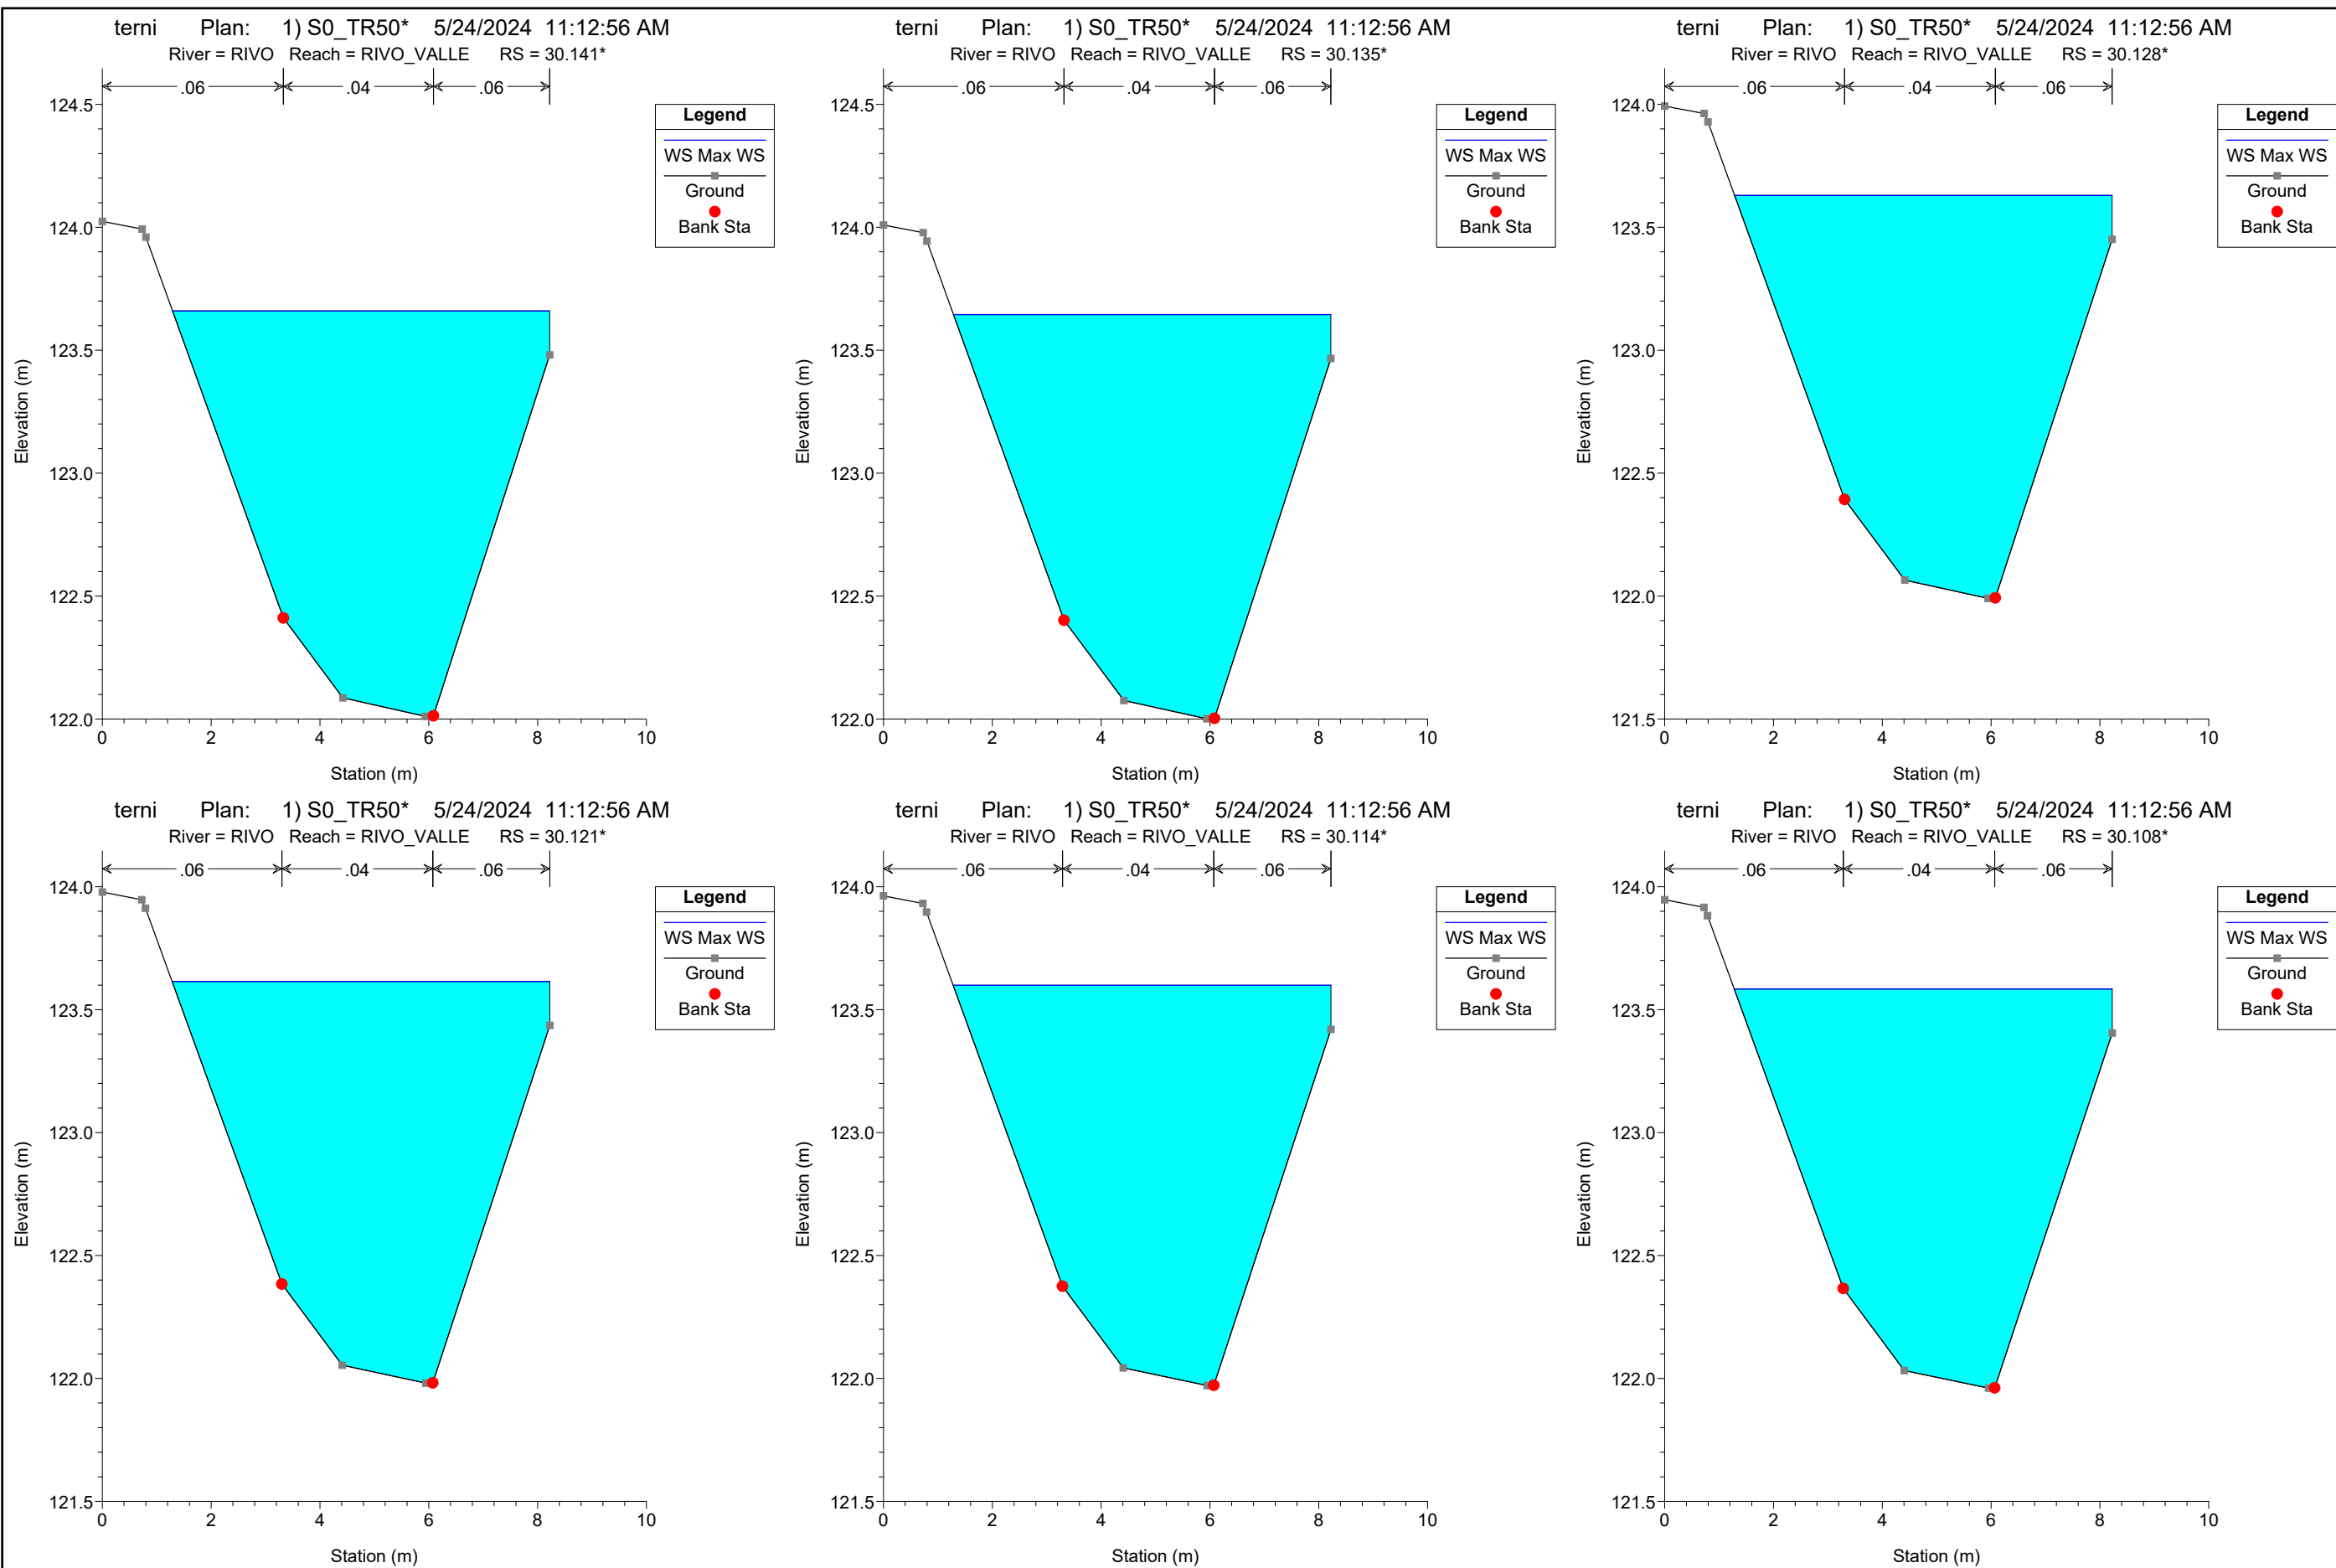 terni Plan: 1) S0_TR50* 5/24/2024 11:12:56 AM
River = RIVO Reach = RIVO_VALLE RS = 30.141*
.06 .04 .06
124.5
124.0
123.5
123.0
122.5
122.0
0 2 4 6 8 10
Station (m)
Elevation (m)
Legend
WS Max WS
Ground
Bank Sta
terni Plan: 1) S0_TR50* 5/24/2024 11:12:56 AM
River = RIVO Reach = RIVO_VALLE RS = 30.135*
.06 .04 .06
124.5
124.0
123.5
123.0
122.5
122.0
0 2 4 6 8 10
Station (m)
Elevation (m)
Legend
WS Max WS
Ground
Bank Sta
terni Plan: 1) S0_TR50* 5/24/2024 11:12:56 AM
River = RIVO Reach = RIVO_VALLE RS = 30.128*
.06 .04 .06
124.0
123.5
123.0
122.5
122.0
121.5
0 2 4 6 8 10
Station (m)
Elevation (m)
Legend
WS Max WS
Ground
Bank Sta
terni Plan: 1) S0_TR50* 5/24/2024 11:12:56 AM
River = RIVO Reach = RIVO_VALLE RS = 30.121*
.06 .04 .06
124.0
123.5
123.0
122.5
122.0
121.5
0 2 4 6 8 10
Station (m)
Elevation (m)
Legend
WS Max WS
Ground
Bank Sta
terni Plan: 1) S0_TR50* 5/24/2024 11:12:56 AM
River = RIVO Reach = RIVO_VALLE RS = 30.114*
.06 .04 .06
124.0
123.5
123.0
122.5
122.0
121.5
0 2 4 6 8 10
Station (m)
Elevation (m)
Legend
WS Max WS
Ground
Bank Sta
terni Plan: 1) S0_TR50* 5/24/2024 11:12:56 AM
River = RIVO Reach = RIVO_VALLE RS = 30.108*
.06 .04 .06
124.0
123.5
123.0
122.5
122.0
121.5
0 2 4 6 8 10
Station (m)
Elevation (m)
Legend
WS Max WS
Ground
Bank Sta